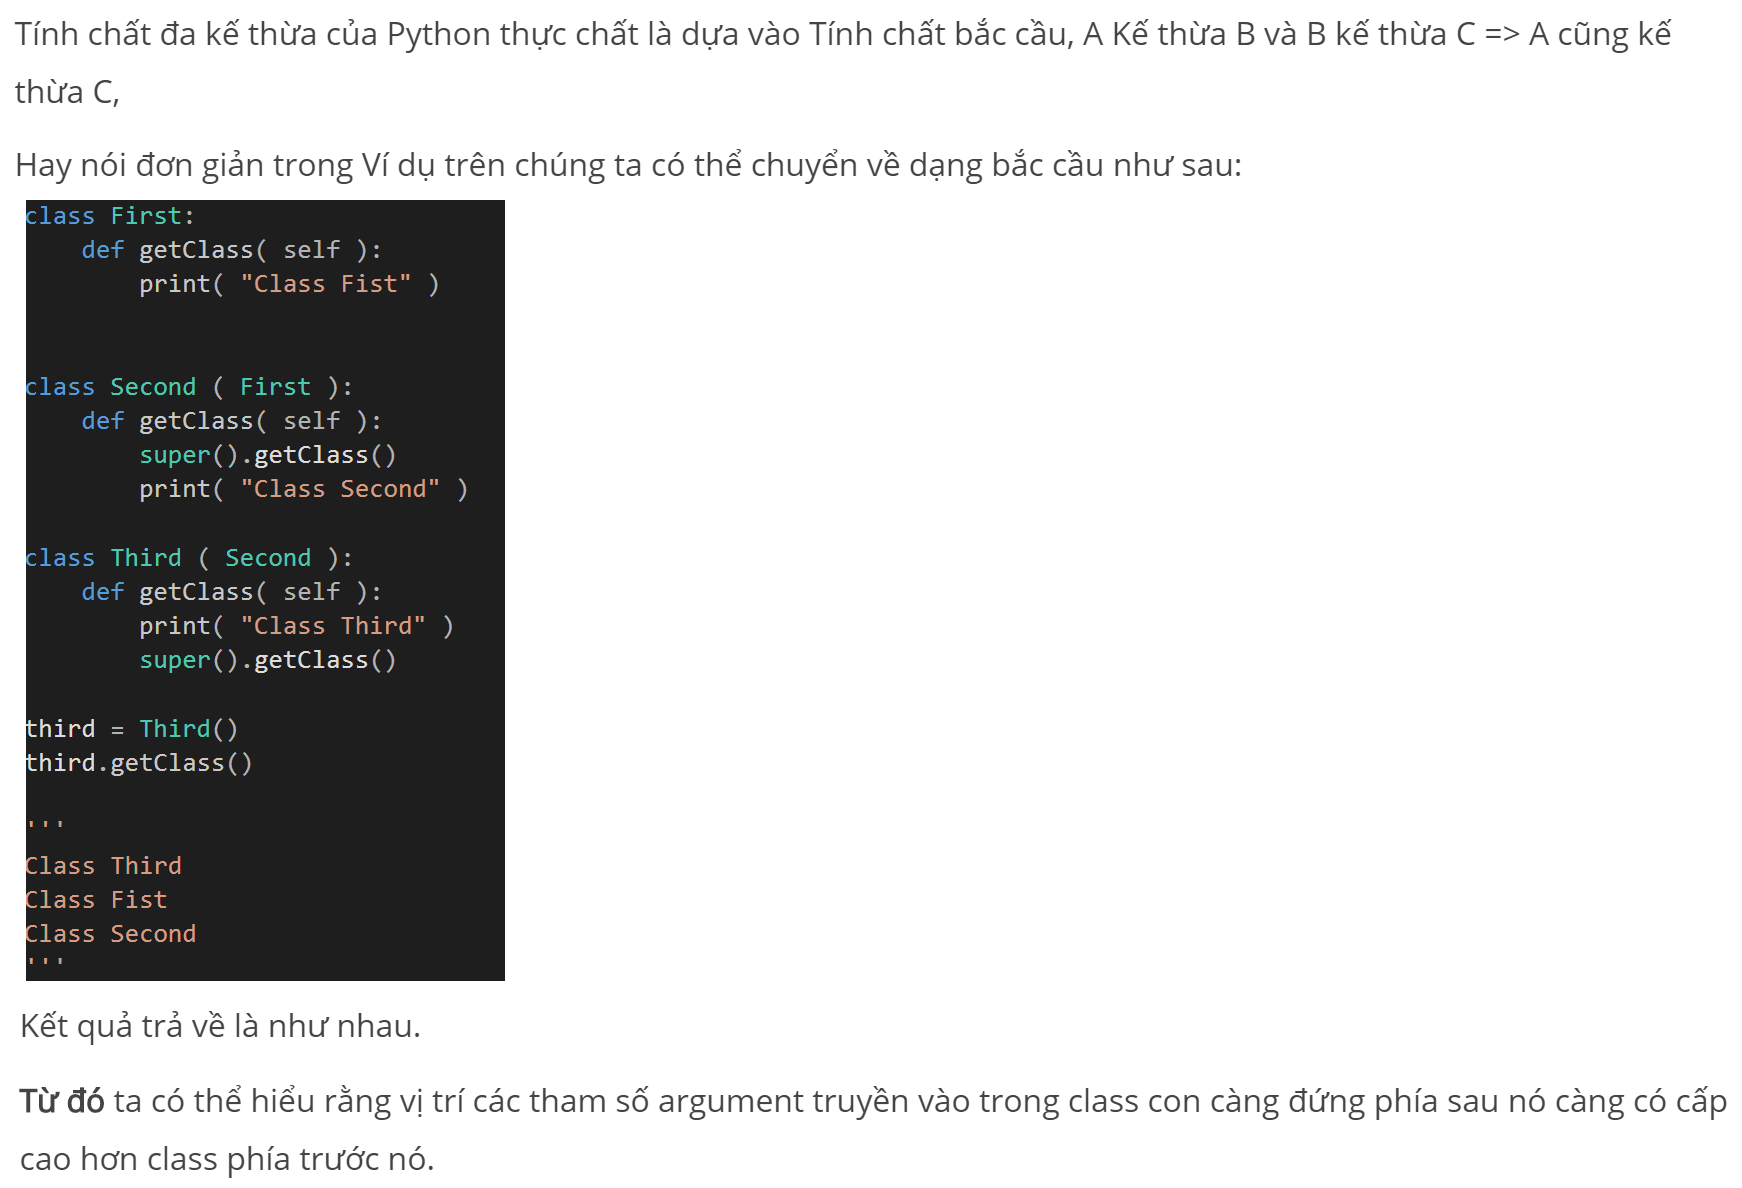 Tính chất đa kế thừa của Python thực chất là dựa vào Tính chất bắc cầu, A Kế thừa B và B kế thừa C => A cũng kế
thừa C,
Hay nói đơn giản trong Ví dụ trên chúng ta có thể chuyển về dạng bắc cầu như sau:
class First:
    def getClass( self ):
        print( "Class Fist" )
class Second ( First ):
    def getClass( self ):
        super().getClass()
        print( "Class Second" )
class Third ( Second ):
    def getClass( self ):
        print( "Class Third" )
        super().getClass()
third = Third()
third.getClass()
'''
Class Third
Class Fist
Class Second
'''
Kết quả trả về là như nhau.
Từ đó ta có thể hiểu rằng vị trí các tham số argument truyền vào trong class con càng đứng phía sau nó càng có cấp
cao hơn class phía trước nó.